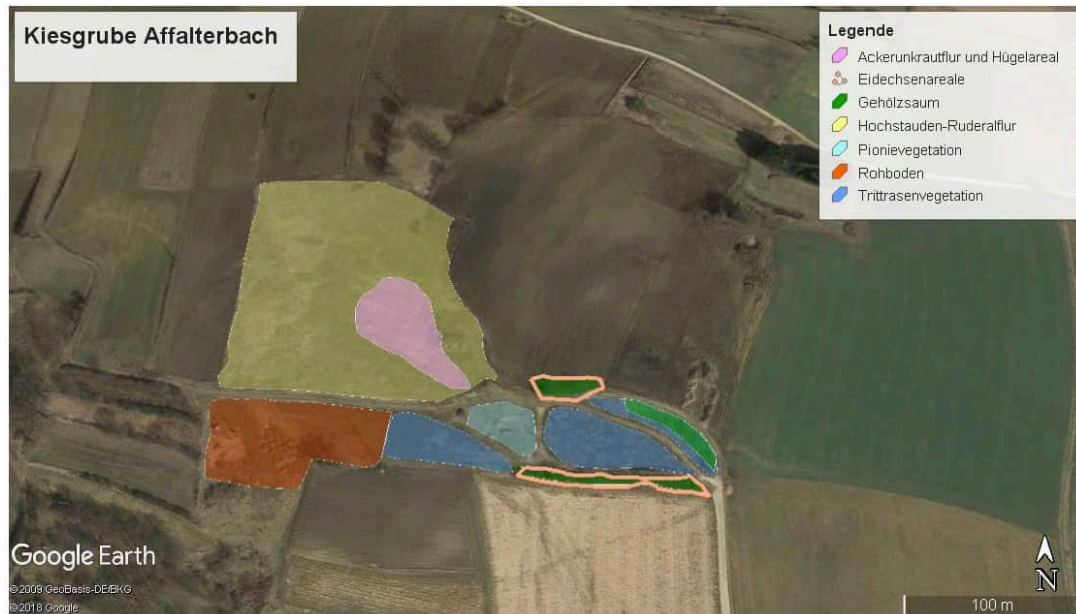 Kiesgrube Affalterbach
Legende
Ackerunkrautflur und Hügelareal
Eidechsenareale
Gehölzsaum
Hochstauden-Ruderalflur
Pionievegetation
Rohboden
Trittrasenvegetation
Google Earth
©2009 GeoBasis-DE/BKG
©2018 Google
N
100 m